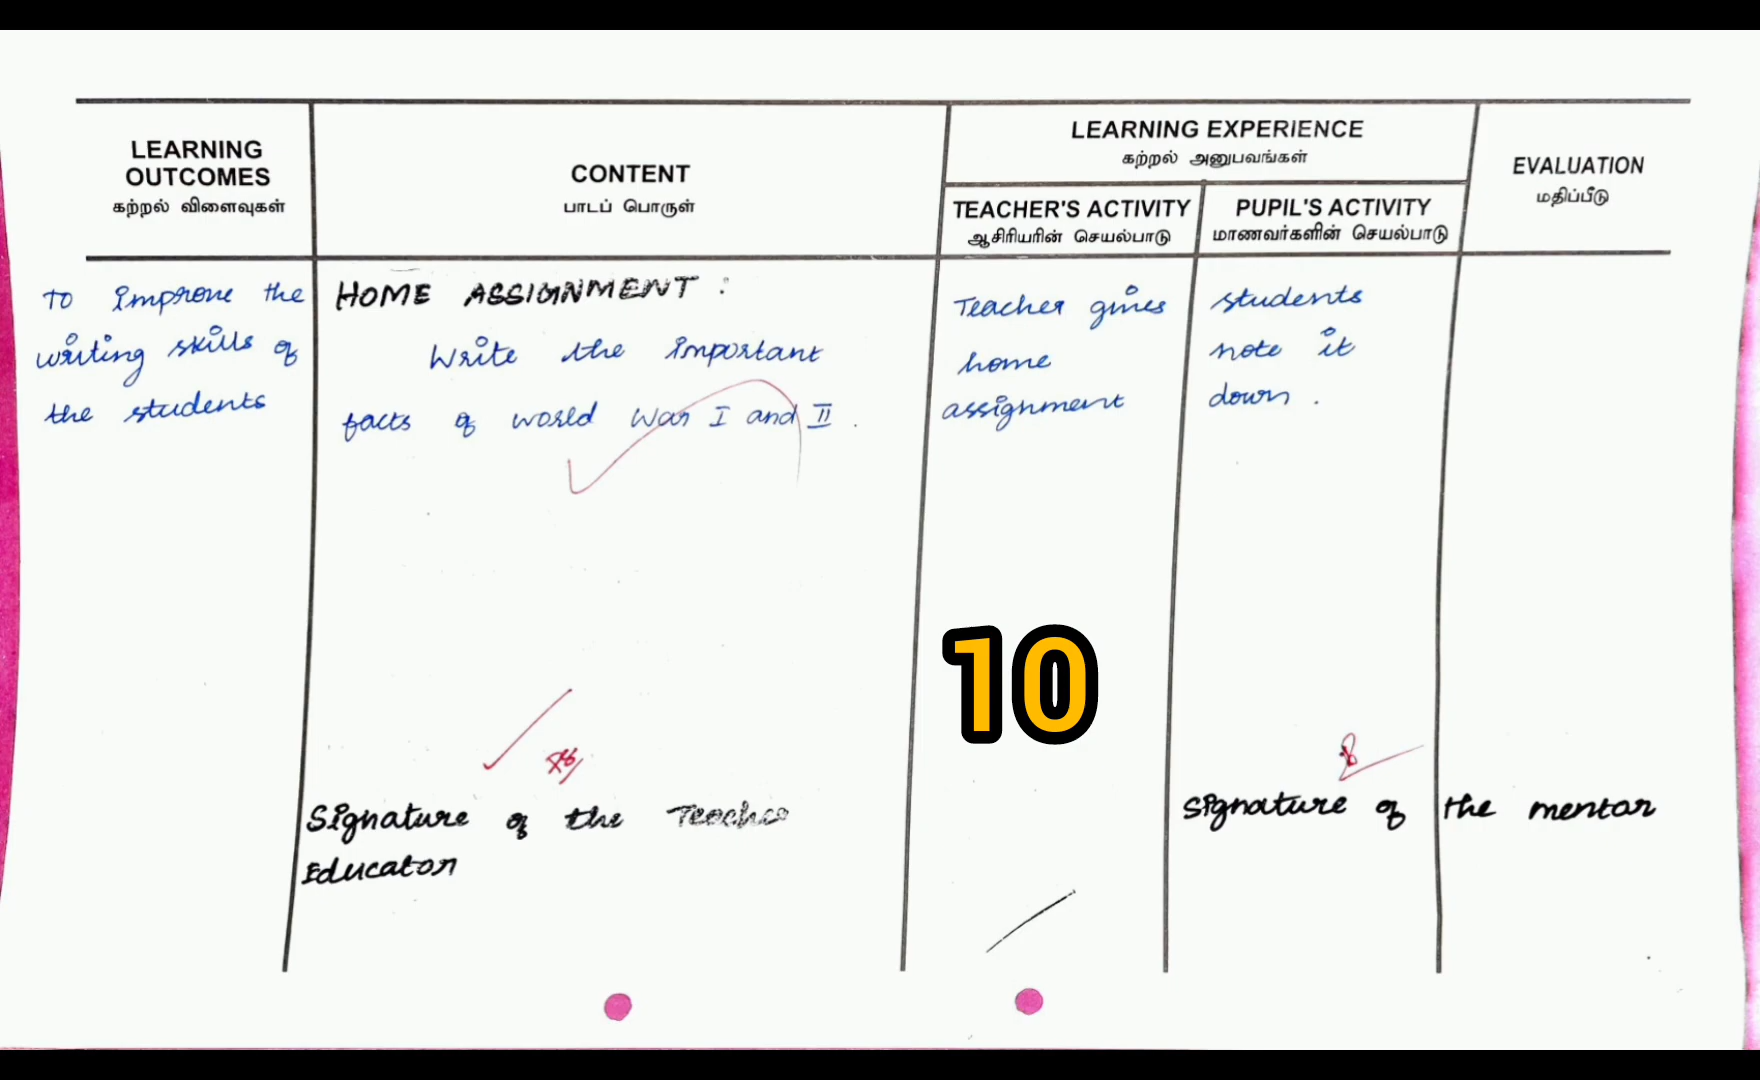 LEARNING
OUTCOMES
கற்றல் விளைவுகள்
CONTENT
பாடப் பொருள்
LEARNING EXPERIENCE
கற்றல் அனுபவங்கள்
TEACHER'S ACTIVITY
ஆசிரியரின் செயல்பாடு
PUPIL'S ACTIVITY
மாணவர்களின் செயல்பாடு
EVALUATION
மதிப்பீடு
To improve the
writing skills of
the students
HOME ASSIGNMENT :
Write the important
facts of world war I and II .
Teacher gives
home
assignment
students
note it
down .
10
Signature of the Teacher
Educator
Signature of the mentor